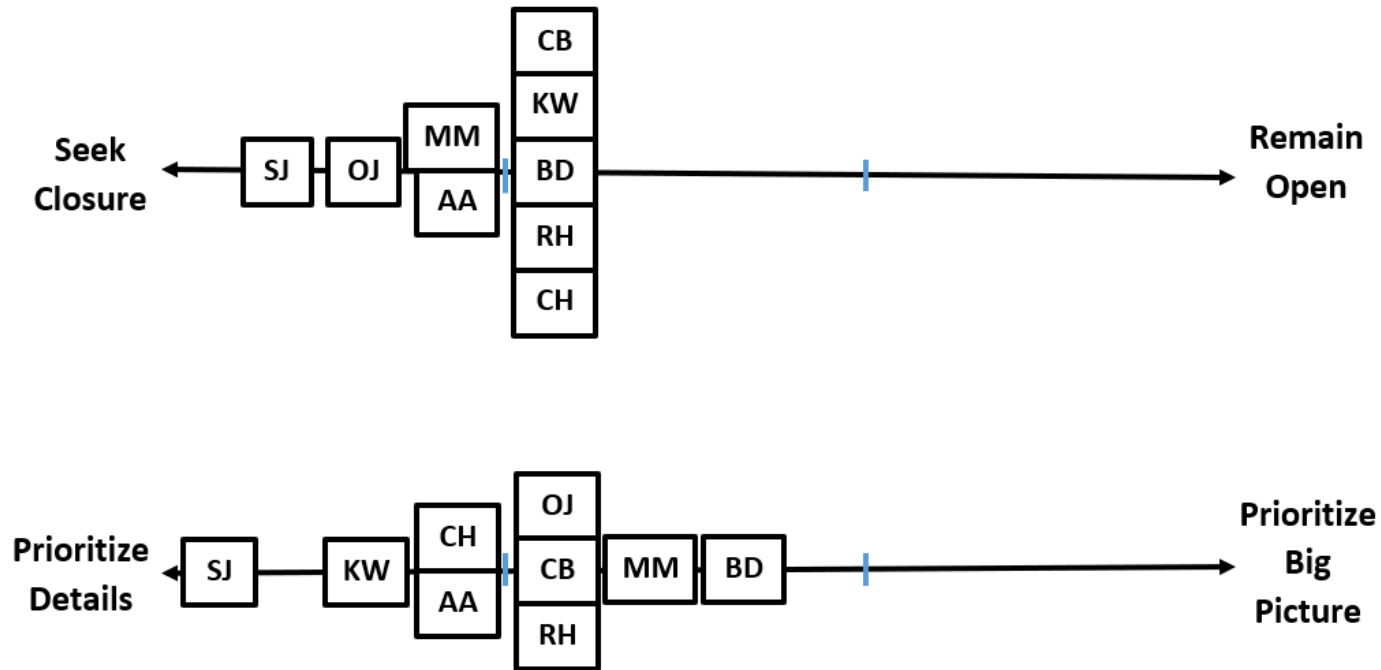 CB
KW
MM
Seek
Closure
SJ
OJ
BD
Remain
Open
AA
RH
CH
OJ
CH
Prioritize
Details
SJ
KW
CB
MM
BD
Prioritize
Big
Picture
AA
RH